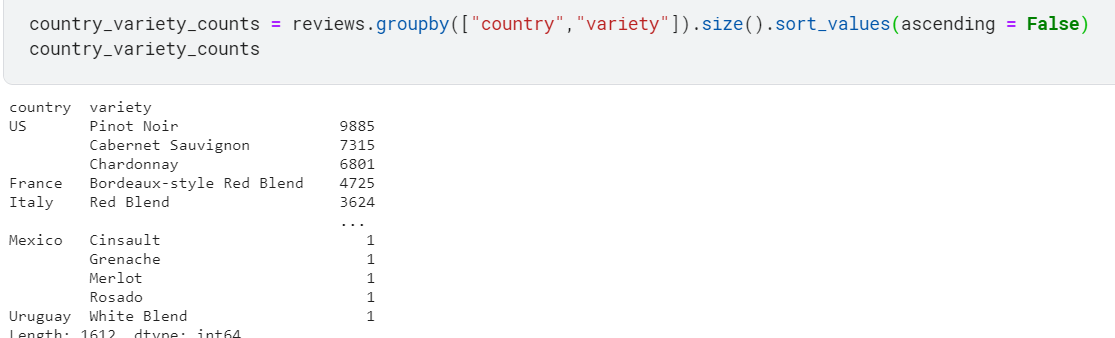 country_variety_counts = reviews.groupby(["country","variety"]).size().sort_values(ascending = False)
country_variety_counts
country  variety
US       Pinot Noir                  9885
         Cabernet Sauvignon          7315
         Chardonnay                  6801
France   Bordeaux-style Red Blend    4725
Italy    Red Blend                   3624
                                     ...
Mexico   Cinsault                       1
         Grenache                       1
         Merlot                         1
         Rosado                         1
Uruguay  White Blend                    1
Length: 1612, dtype: int64